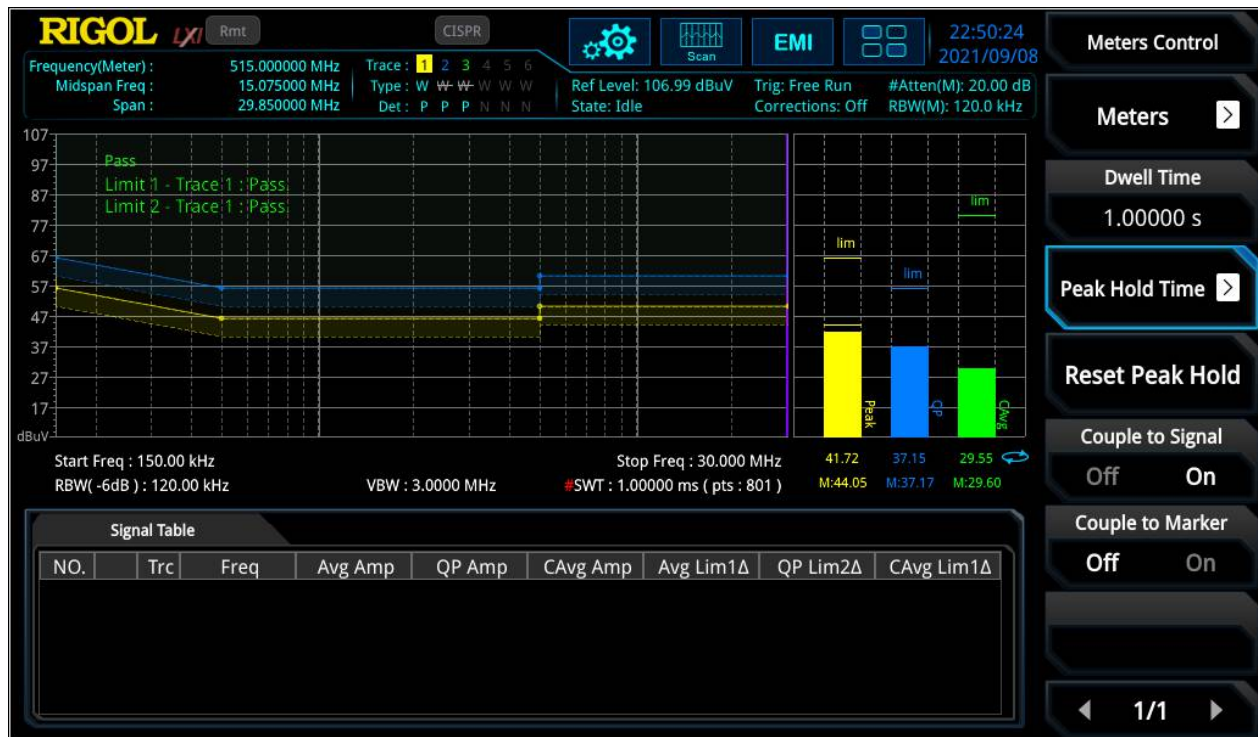 RIGOL LXI Rmt CISPR Scan EMI 22:50:24
2021/09/08
Frequency(Meter) : 515.000000 MHz Trace : 1 2 3 4 5 6
Midspan Freq : 15.075000 MHz Type : W W W W W W Ref Level: 106.99 dBuV Trig: Free Run #Atten(M): 20.00 dB
Span : 29.850000 MHz Det : P P P N N N State: Idle Corrections: Off RBW(M): 120.0 kHz
107
97
87
77
67
57
47
37
27
17
dBuV
Pass
Limit 1 - Trace 1 : Pass
Limit 2 - Trace 1 : Pass
lim
lim
lim
Peak
QP
CAvg
Start Freq : 150.00 kHz Stop Freq : 30.000 MHz 41.72 37.15 29.55
RBW( -6dB ) : 120.00 kHz VBW : 3.0000 MHz #SWT : 1.00000 ms ( pts : 801 ) M:44.05 M:37.17 M:29.60
Signal Table
NO. Trc Freq Avg Amp QP Amp CAvg Amp Avg Lim1Δ QP Lim2Δ CAvg Lim1Δ
Meters Control
Meters >
Dwell Time
1.00000 s
Peak Hold Time >
Reset Peak Hold
Couple to Signal
Off On
Couple to Marker
Off On
1/1